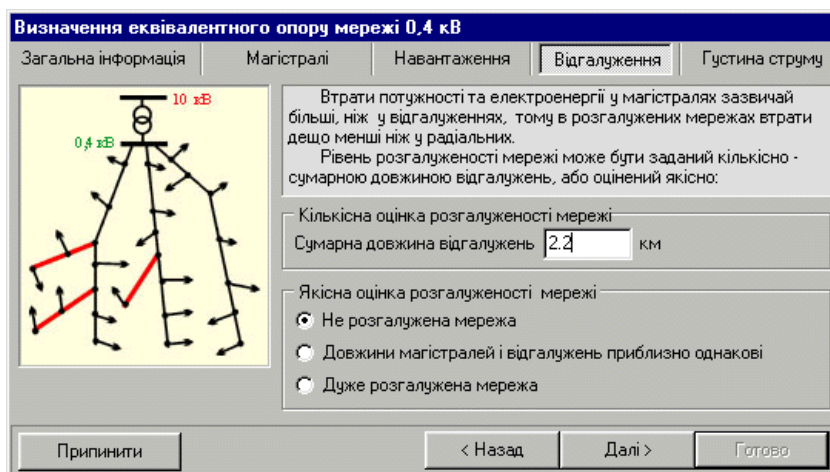 Визначення еквівалентного опору мережі 0,4 кВ
Загальна інформація Магістралі Навантаження Відгалуження Густина струму
10 кВ
0,4 кВ
Втрати потужності та електроенергії у магістралях зазвичай
більші, ніж у відгалуженнях, тому в розгалужених мережах втрати
дещо менші ніж у радіальних.
Рівень розгалуженості мережі може бути заданий кількісно -
сумарною довжиною відгалужень, або оцінений якісно:
Кількісна оцінка розгалуженості мережі
Сумарна довжина відгалужень 2.2 км
Якісна оцінка розгалуженості мережі
Не розгалужена мережа
Довжини магістралей і відгалужень приблизно однакові
Дуже розгалужена мережа
Припинити < Назад Далі > Готово